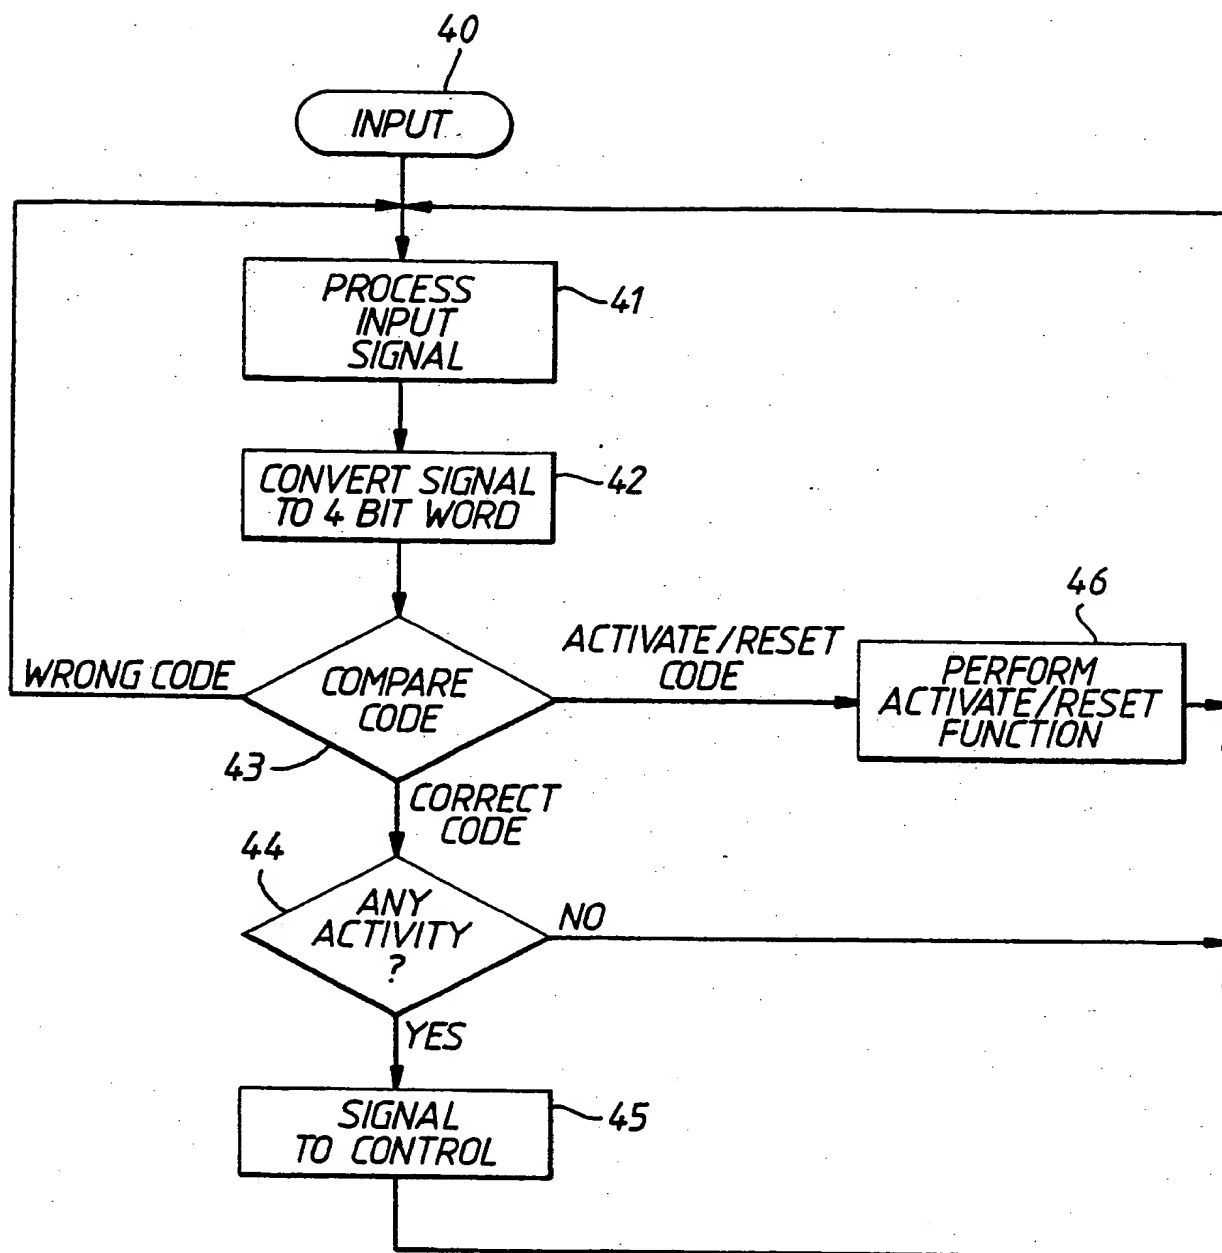 40
INPUT
PROCESS
INPUT
SIGNAL
41
CONVERT SIGNAL
TO 4 BIT WORD
42
WRONG CODE
COMPARE
CODE
43
ACTIVATE/RESET
CODE
46
PERFORM
ACTIVATE/RESET
FUNCTION
CORRECT
CODE
44
ANY
ACTIVITY
?
NO
YES
SIGNAL
TO CONTROL
45